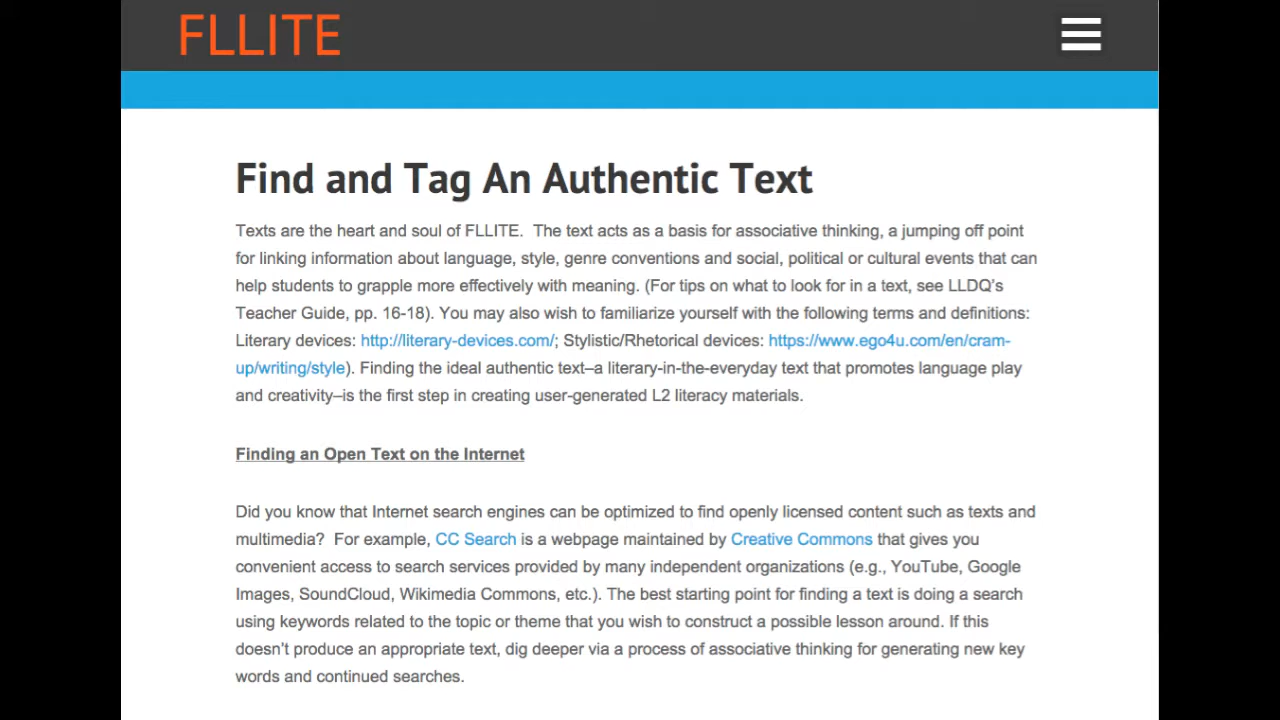 FLLITE
Find and Tag An Authentic Text
Texts are the heart and soul of FLLITE.  The text acts as a basis for associative thinking, a jumping off point
for linking information about language, style, genre conventions and social, political or cultural events that can
help students to grapple more effectively with meaning. (For tips on what to look for in a text, see LLDQ's
Teacher Guide, pp. 16-18). You may also wish to familiarize yourself with the following terms and definitions:
Literary devices: http://literary-devices.com/; Stylistic/Rhetorical devices: https://www.ego4u.com/en/cram-
up/writing/style). Finding the ideal authentic text–a literary-in-the-everyday text that promotes language play
and creativity–is the first step in creating user-generated L2 literacy materials.
Finding an Open Text on the Internet
Did you know that Internet search engines can be optimized to find openly licensed content such as texts and
multimedia?  For example, CC Search is a webpage maintained by Creative Commons that gives you
convenient access to search services provided by many independent organizations (e.g., YouTube, Google
Images, SoundCloud, Wikimedia Commons, etc.). The best starting point for finding a text is doing a search
using keywords related to the topic or theme that you wish to construct a possible lesson around. If this
doesn't produce an appropriate text, dig deeper via a process of associative thinking for generating new key
words and continued searches.